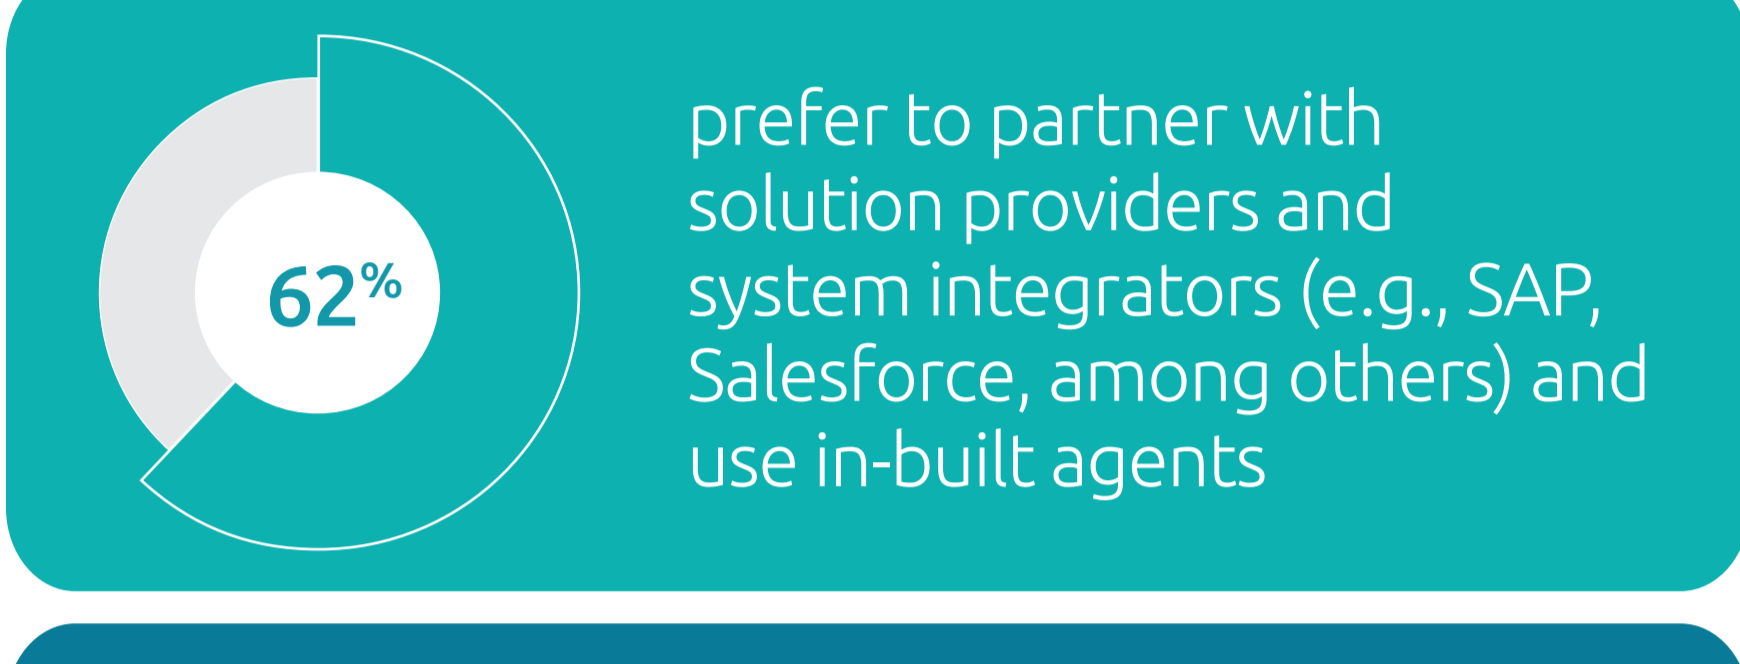 62%
prefer to partner with
solution providers and
system integrators (e.g., SAP,
Salesforce, among others) and
use in-built agents